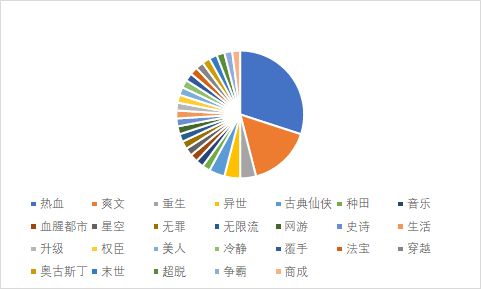 热血 爽文 重生 异世 古典仙侠 种田 音乐
血腥都市 星空 无罪 无限流 网游 史诗 生活
升级 权臣 美人 冷静 覆手 法宝 穿越
奥古斯丁 末世 超脱 争霸 商成